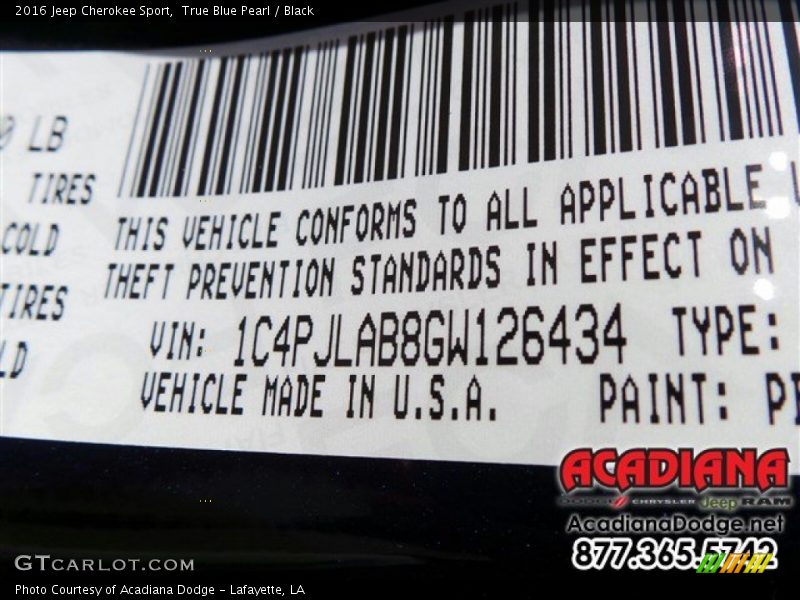 2016 Jeep Cherokee Sport,  True Blue Pearl / Black
LB
TIRES
COLD
TIRES
LD
THIS VEHICLE CONFORMS TO ALL APPLICABLE
THEFT PREVENTION STANDARDS IN EFFECT ON
VIN: 1C4PJLAB8GW126434 TYPE:
VEHICLE MADE IN U.S.A. PAINT:
ACADIANA
DODGE CHRYSLER Jeep RAM
AcadianaDodge.net
877.365.5742
GTCARLOT.COM
Photo Courtesy of Acadiana Dodge - Lafayette, LA